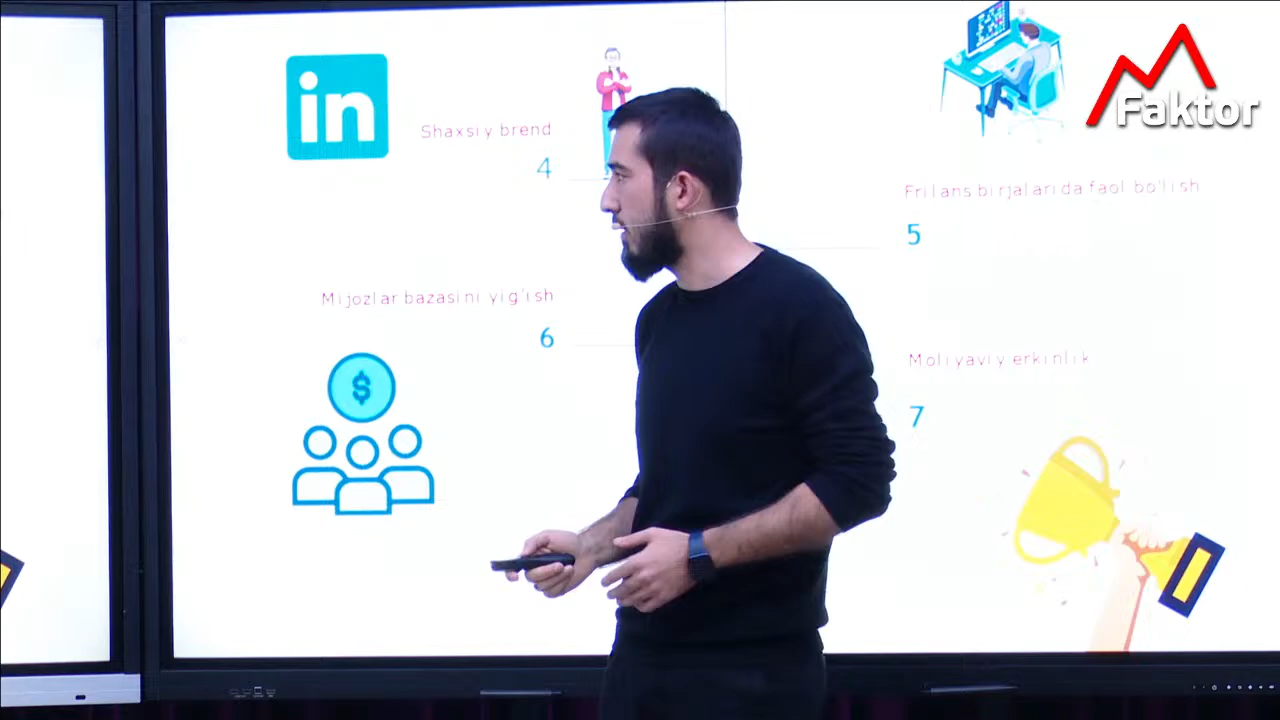 in
Shaxsiy brend
4
Faktor
Frilans birjalarida faol bo'lish
5
Mijozlar bazasini yig'ish
6
$
Moliyaviy erkinlik
7